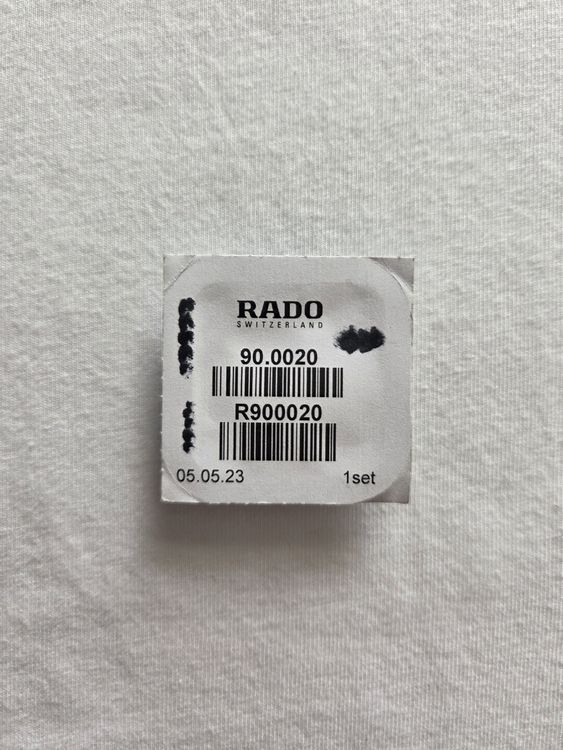 RADO
SWITZERLAND
90.0020
R900020
05.05.23 1set